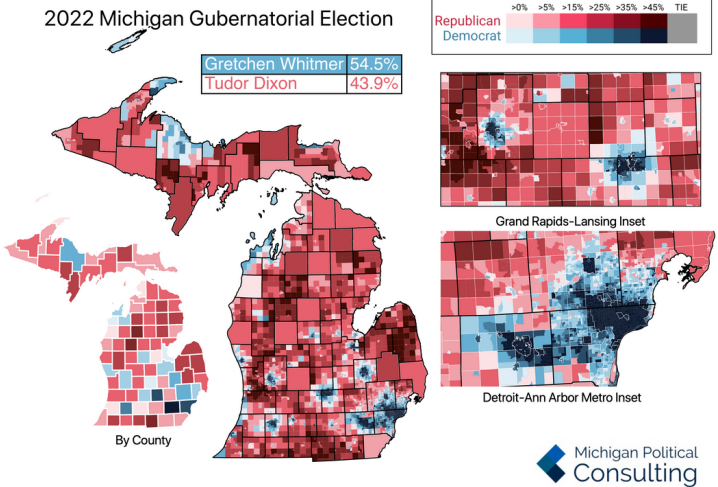 2022 Michigan Gubernatorial Election
Gretchen Whitmer 54.5%
Tudor Dixon 43.9%
>0% >5% >15% >25% >35% >45% TIE
Republican
Democrat
Grand Rapids-Lansing Inset
Detroit-Ann Arbor Metro Inset
By County
Michigan Political
Consulting